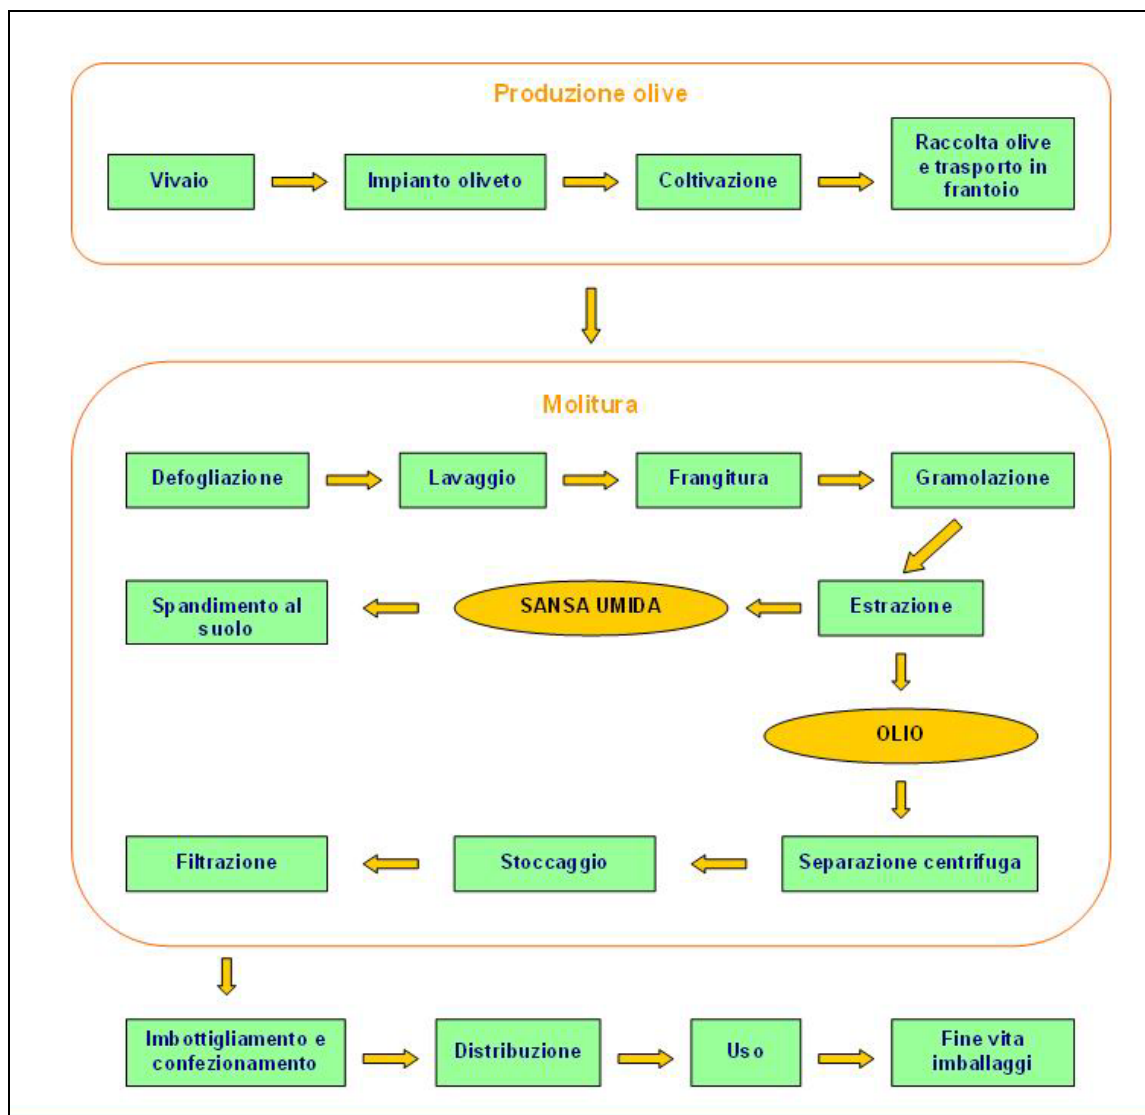 Produzione olive
Vivaio
Impianto oliveto
Coltivazione
Raccolta olive
e trasporto in
frantoio
Molitura
Defogliazione
Lavaggio
Frangitura
Gramolazione
Estrazione
SANSA UMIDA
Spandimento al
suolo
OLIO
Separazione centrifuga
Stoccaggio
Filtrazione
Imbottigliamento e
confezionamento
Distribuzione
Uso
Fine vita
imballaggi